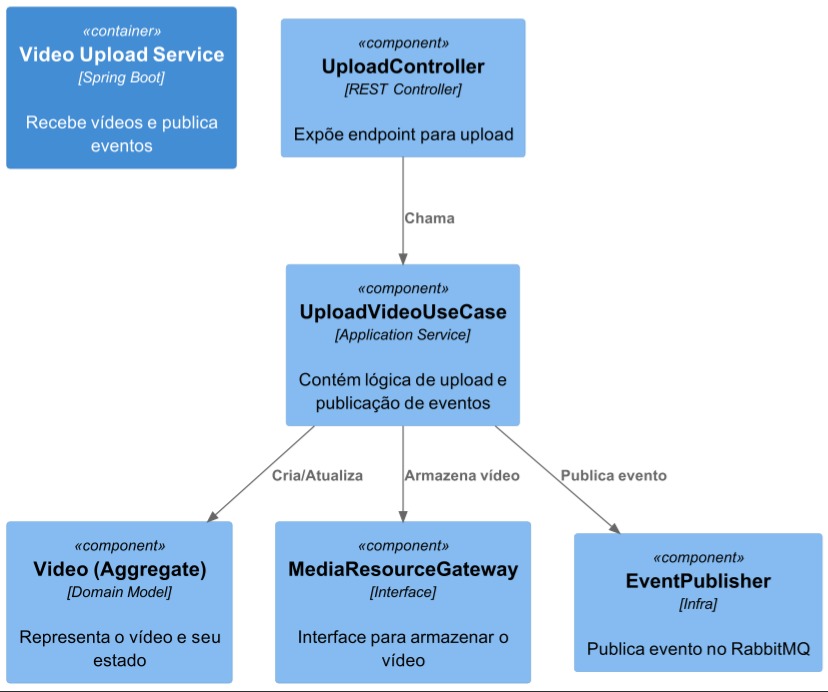 «container»
Video Upload Service
[Spring Boot]
Recebe vídeos e publica
eventos
«component»
UploadController
[REST Controller]
Expõe endpoint para upload
Chama
«component»
UploadVideoUseCase
[Application Service]
Contém lógica de upload e
publicação de eventos
Cria/Atualiza
Armazena vídeo
Publica evento
«component»
Video (Aggregate)
[Domain Model]
Representa o vídeo e seu
estado
«component»
MediaResourceGateway
[Interface]
Interface para armazenar o
vídeo
«component»
EventPublisher
[Infra]
Publica evento no RabbitMQ